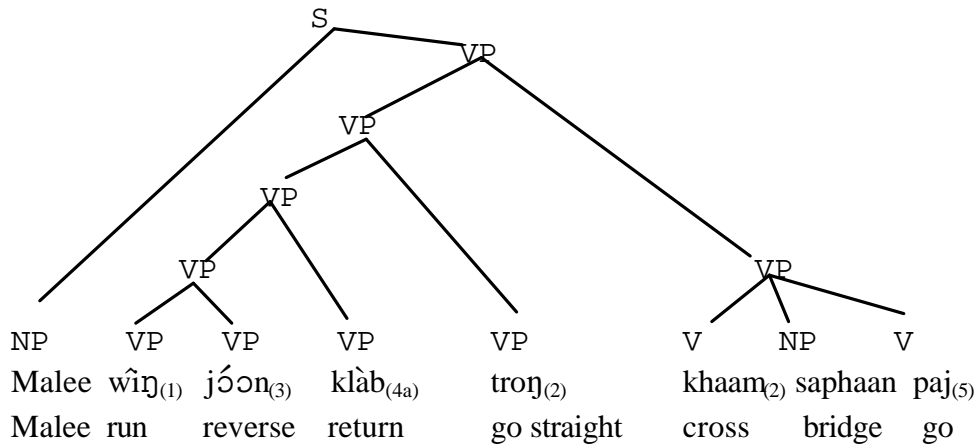 S
VP
VP
VP
VP VP
NP VP VP VP VP V NP V
Malee wîŋ(1) jɔ́ɔn(3) klàb(4a) troŋ(2) khaam(2) saphaan paj(5)
Malee run reverse return go straight cross bridge go